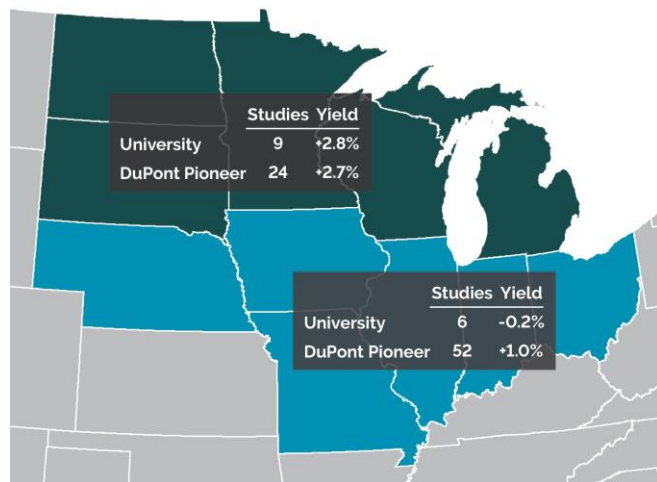 Studies Yield
University 9 +2.8%
DuPont Pioneer 24 +2.7%
Studies Yield
University 6 -0.2%
DuPont Pioneer 52 +1.0%